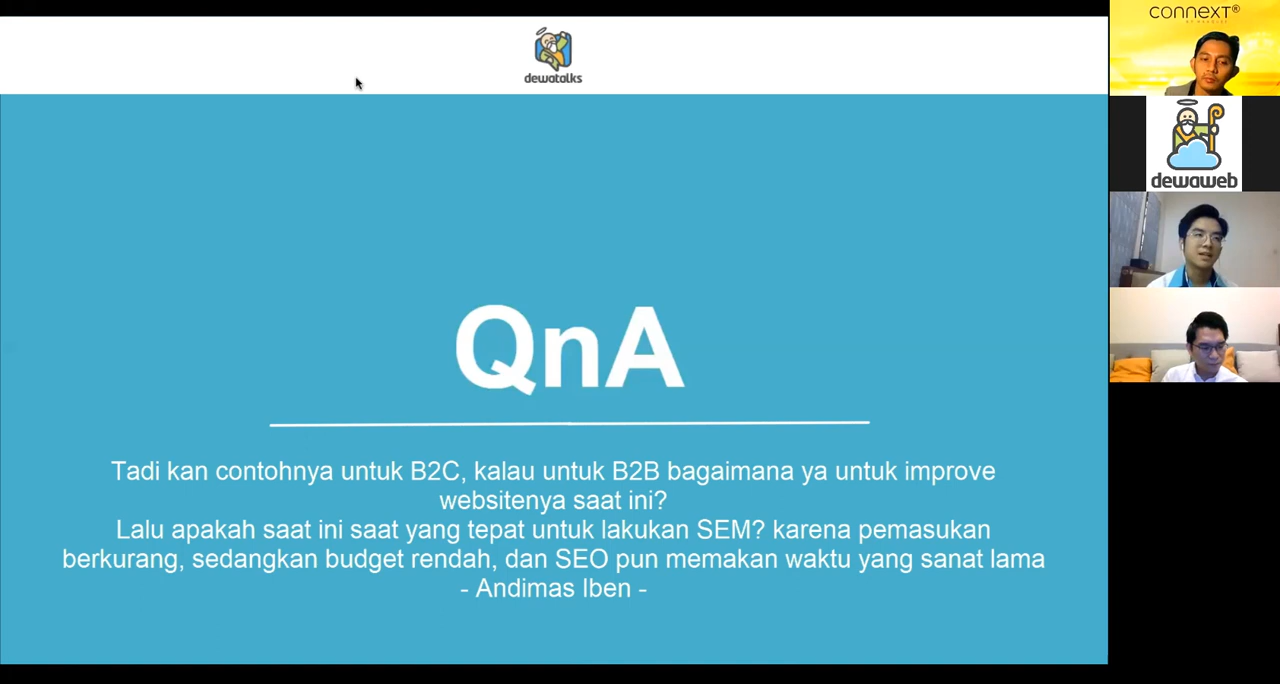 dewatalks
QnA
Tadi kan contohnya untuk B2C, kalau untuk B2B bagaimana ya untuk improve
websitenya saat ini?
Lalu apakah saat ini saat yang tepat untuk lakukan SEM? karena pemasukan
berkurang, sedangkan budget rendah, dan SEO pun memakan waktu yang sanat lama
- Andimas Iben -
conneXT®
dewaweb